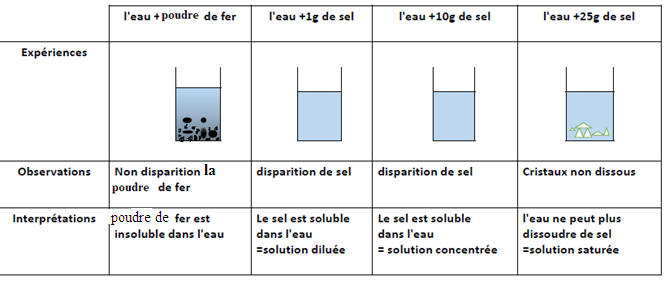 l'eau +poudre de fer
l'eau +1g de sel
l'eau +10g de sel
l'eau +25g de sel
Expériences
Observations
Non disparition la
poudre de fer
disparition de sel
disparition de sel
Cristaux non dissous
Interprétations
poudre de fer est
insoluble dans l'eau
Le sel est soluble
dans l'eau
=solution diluée
Le sel est soluble
dans l'eau
= solution concentrée
l'eau ne peut plus
dissoudre de sel
=solution saturée